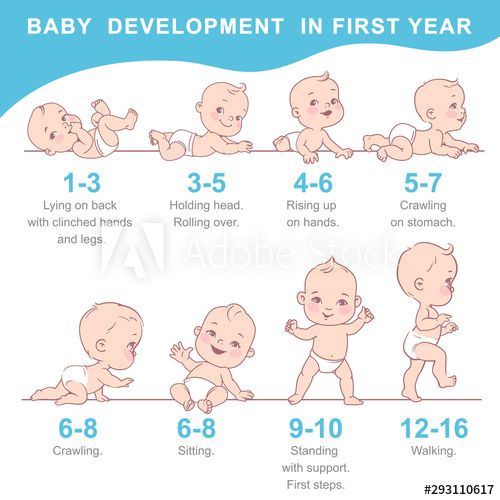 BABY DEVELOPMENT IN FIRST YEAR
1-3
Lying on back
with clinched hands
and legs.
3-5
Holding head.
Rolling over.
4-6
Rising up
on hands.
5-7
Crawling
on stomach.
Adobe Stock
6-8
Crawling.
6-8
Sitting.
9-10
Standing
with support.
First steps.
12-16
Walking.
#293110617